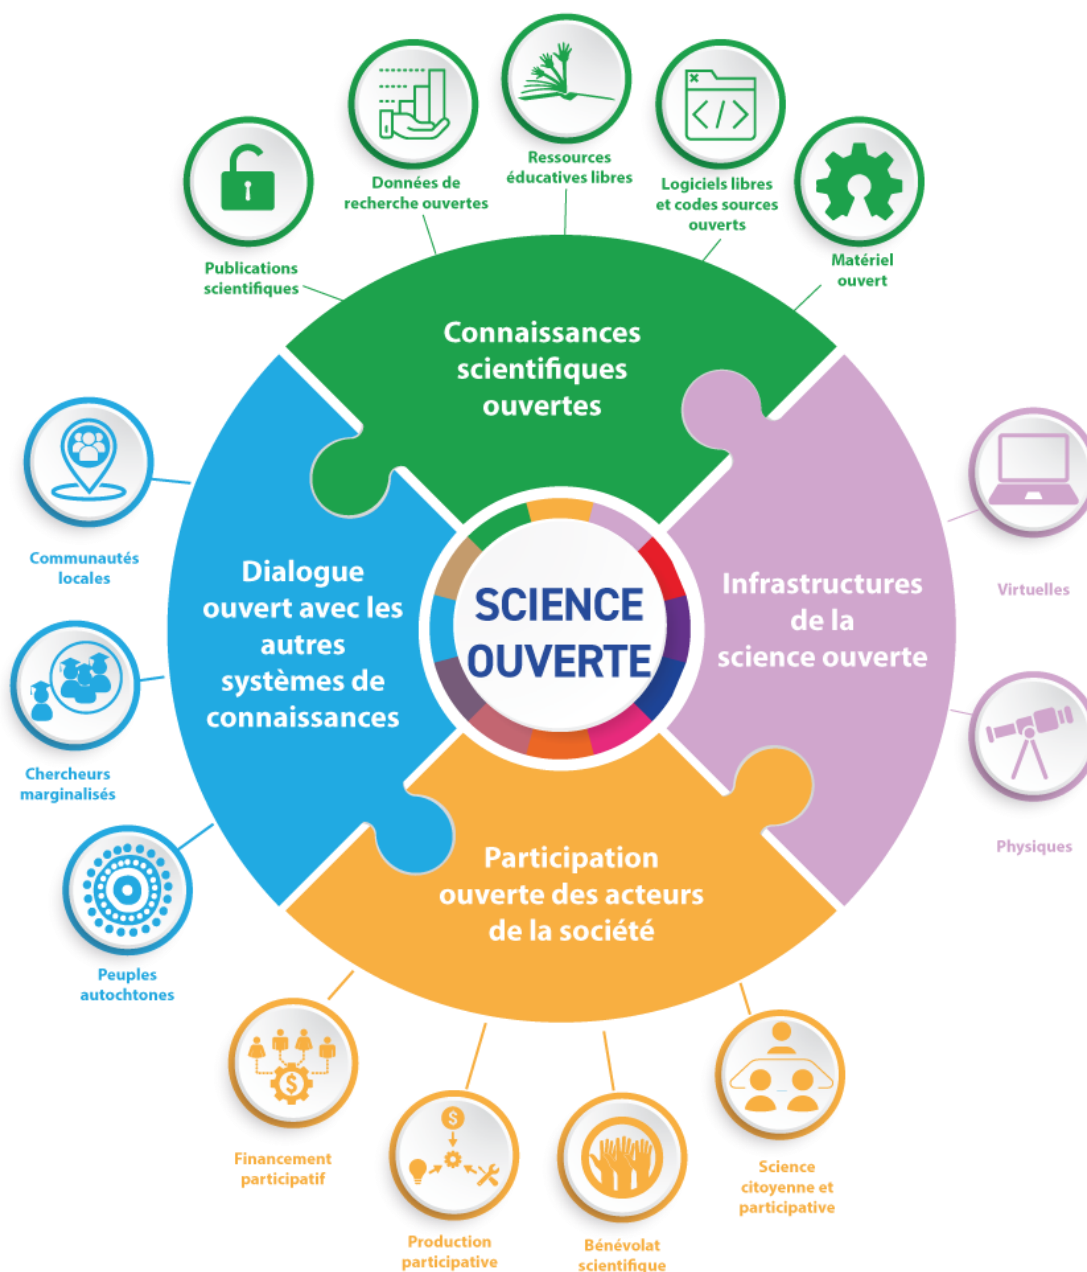 Ressources
éducatives libres
Données de
recherche ouvertes
Logiciels libres
et codes sources
ouverts
Publications
scientifiques
Matériel
ouvert
Connaissances
scientifiques
ouvertes
Communautés
locales
Dialogue
ouvert avec les
autres
systèmes de
connaissances
SCIENCE
OUVERTE
Infrastructures
de la
science ouverte
Virtuelles
Chercheurs
marginalisés
Physiques
Participation
ouverte des acteurs
de la société
Peuples
autochtones
$
Financement
participatif
$
Production
participative
Bénévolat
scientifique
Science
citoyenne et
participative